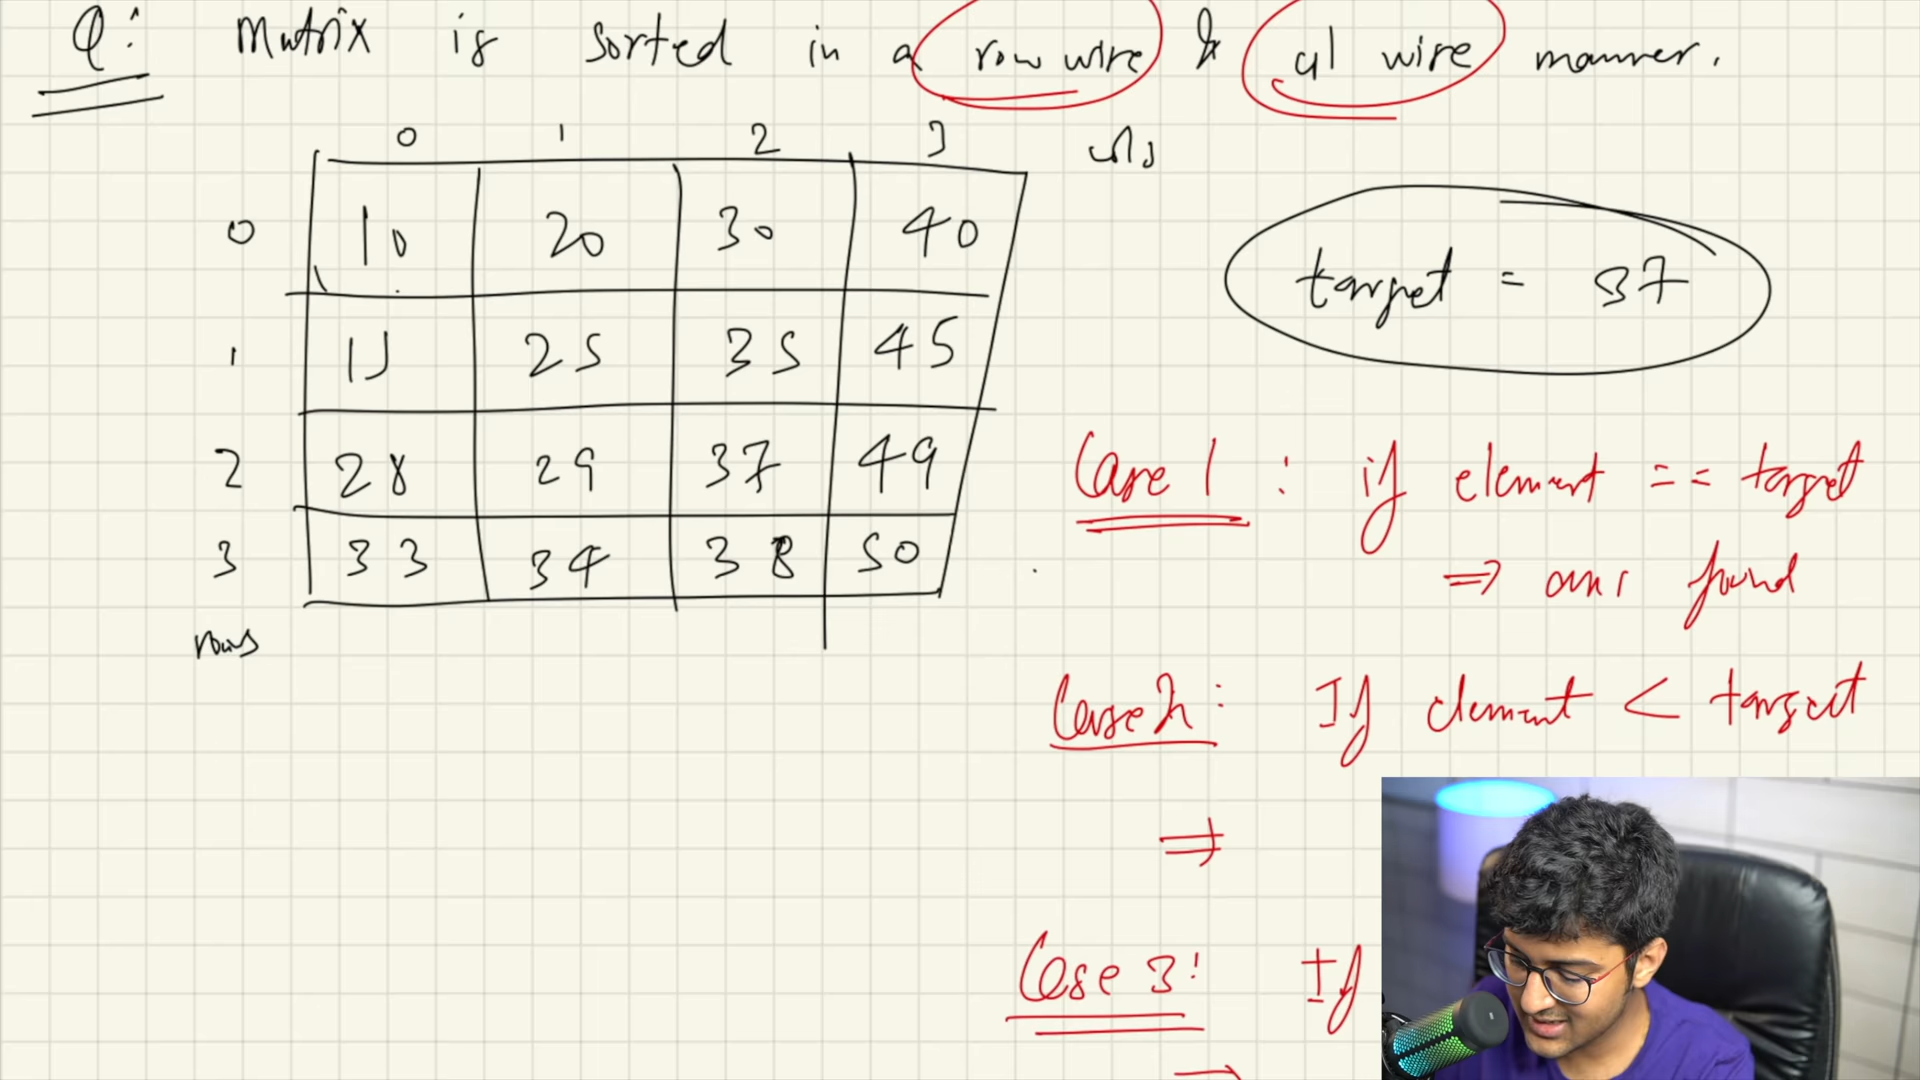 Q: Matrix is sorted in a row wise & col wise manner.
0 1 2 3 cols
0 10 20 30 40
target = 37
1 15 25 35 45
2 28 29 37 49
Case 1 : if element == target
3 33 34 38 50
⇒ ans found
rows
Case 2: If element < target
⇒
Case 3: If